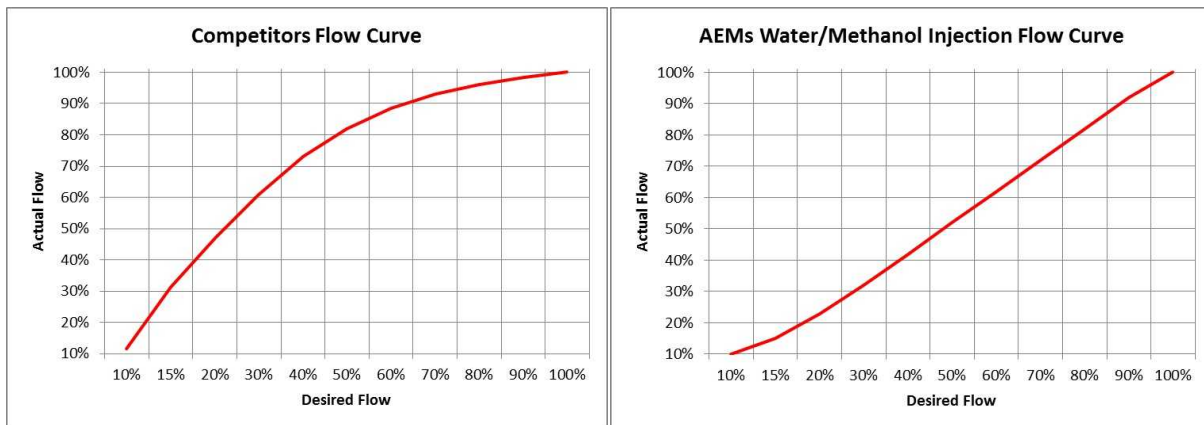 Competitors Flow Curve
100%
90%
80%
70%
60%
50%
40%
30%
20%
10%
Actual Flow
10% 15% 20% 30% 40% 50% 60% 70% 80% 90% 100%
Desired Flow
AEMs Water/Methanol Injection Flow Curve
100%
90%
80%
70%
60%
50%
40%
30%
20%
10%
Actual Flow
10% 15% 20% 30% 40% 50% 60% 70% 80% 90% 100%
Desired Flow